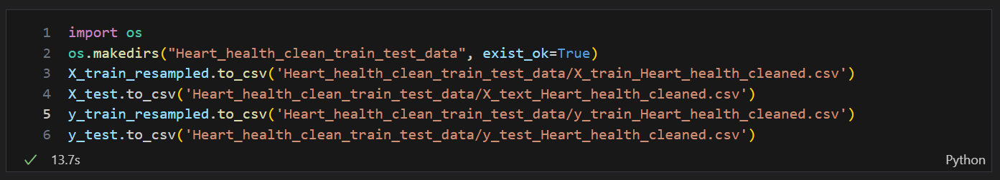 1 import os
2 os.makedirs("Heart_health_clean_train_test_data", exist_ok=True)
3 X_train_resampled.to_csv('Heart_health_clean_train_test_data/X_train_Heart_health_cleaned.csv')
4 X_test.to_csv('Heart_health_clean_train_test_data/X_text_Heart_health_cleaned.csv')
5 y_train_resampled.to_csv('Heart_health_clean_train_test_data/y_train_Heart_health_cleaned.csv')
6 y_test.to_csv('Heart_health_clean_train_test_data/y_test_Heart_health_cleaned.csv')
✓ 13.7s Python